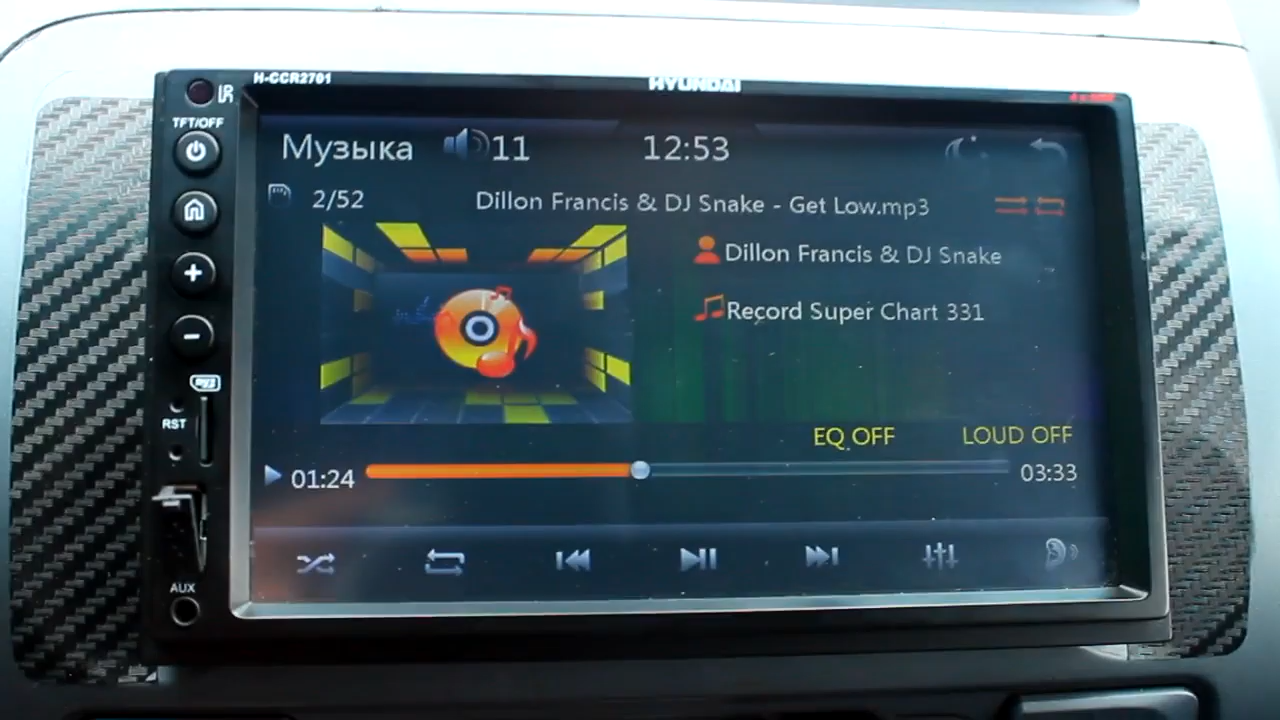 H-CCR2701
HYUNDAI
IR
TFT/OFF
Музыка 11 12:53
2/52 Dillon Francis & DJ Snake - Get Low.mp3
Dillon Francis & DJ Snake
Record Super Chart 331
RST
EQ OFF LOUD OFF
01:24 03:33
AUX